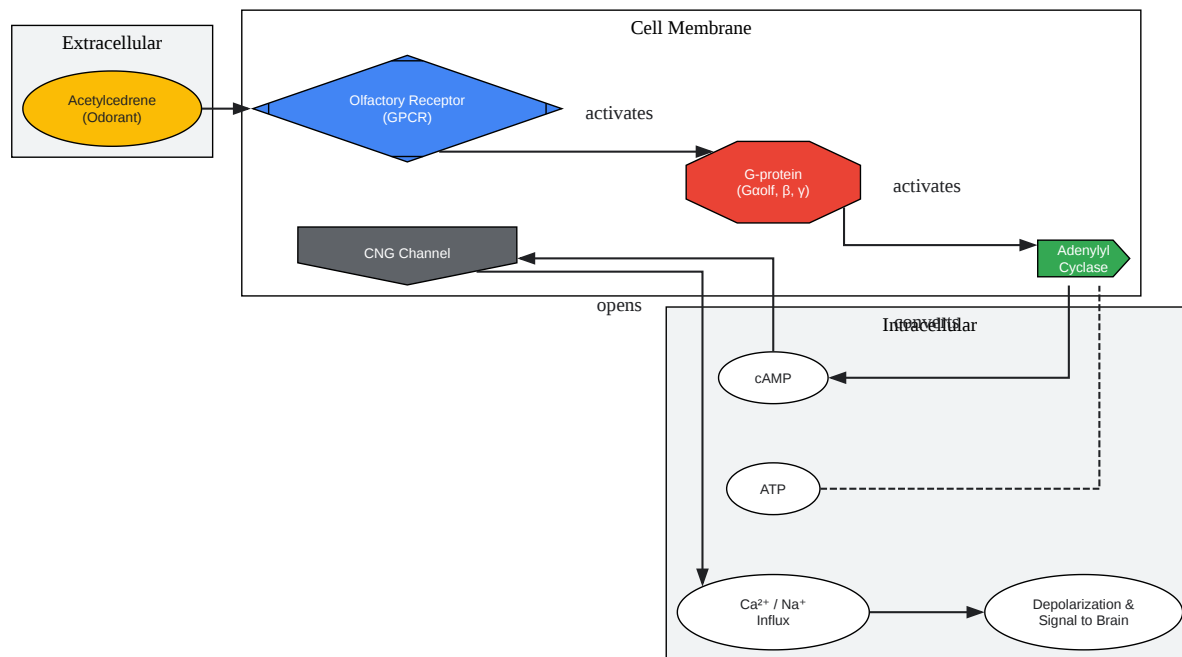 Extracellular
Cell Membrane
Acetylcedrene
(Odorant)
Olfactory Receptor
(GPCR)
activates
G-protein
(Gαolf, β, γ)
activates
CNG Channel
Adenylyl
Cyclase
opens
converts
Intracellular
cAMP
ATP
Ca²⁺ / Na⁺
Influx
Depolarization &
Signal to Brain